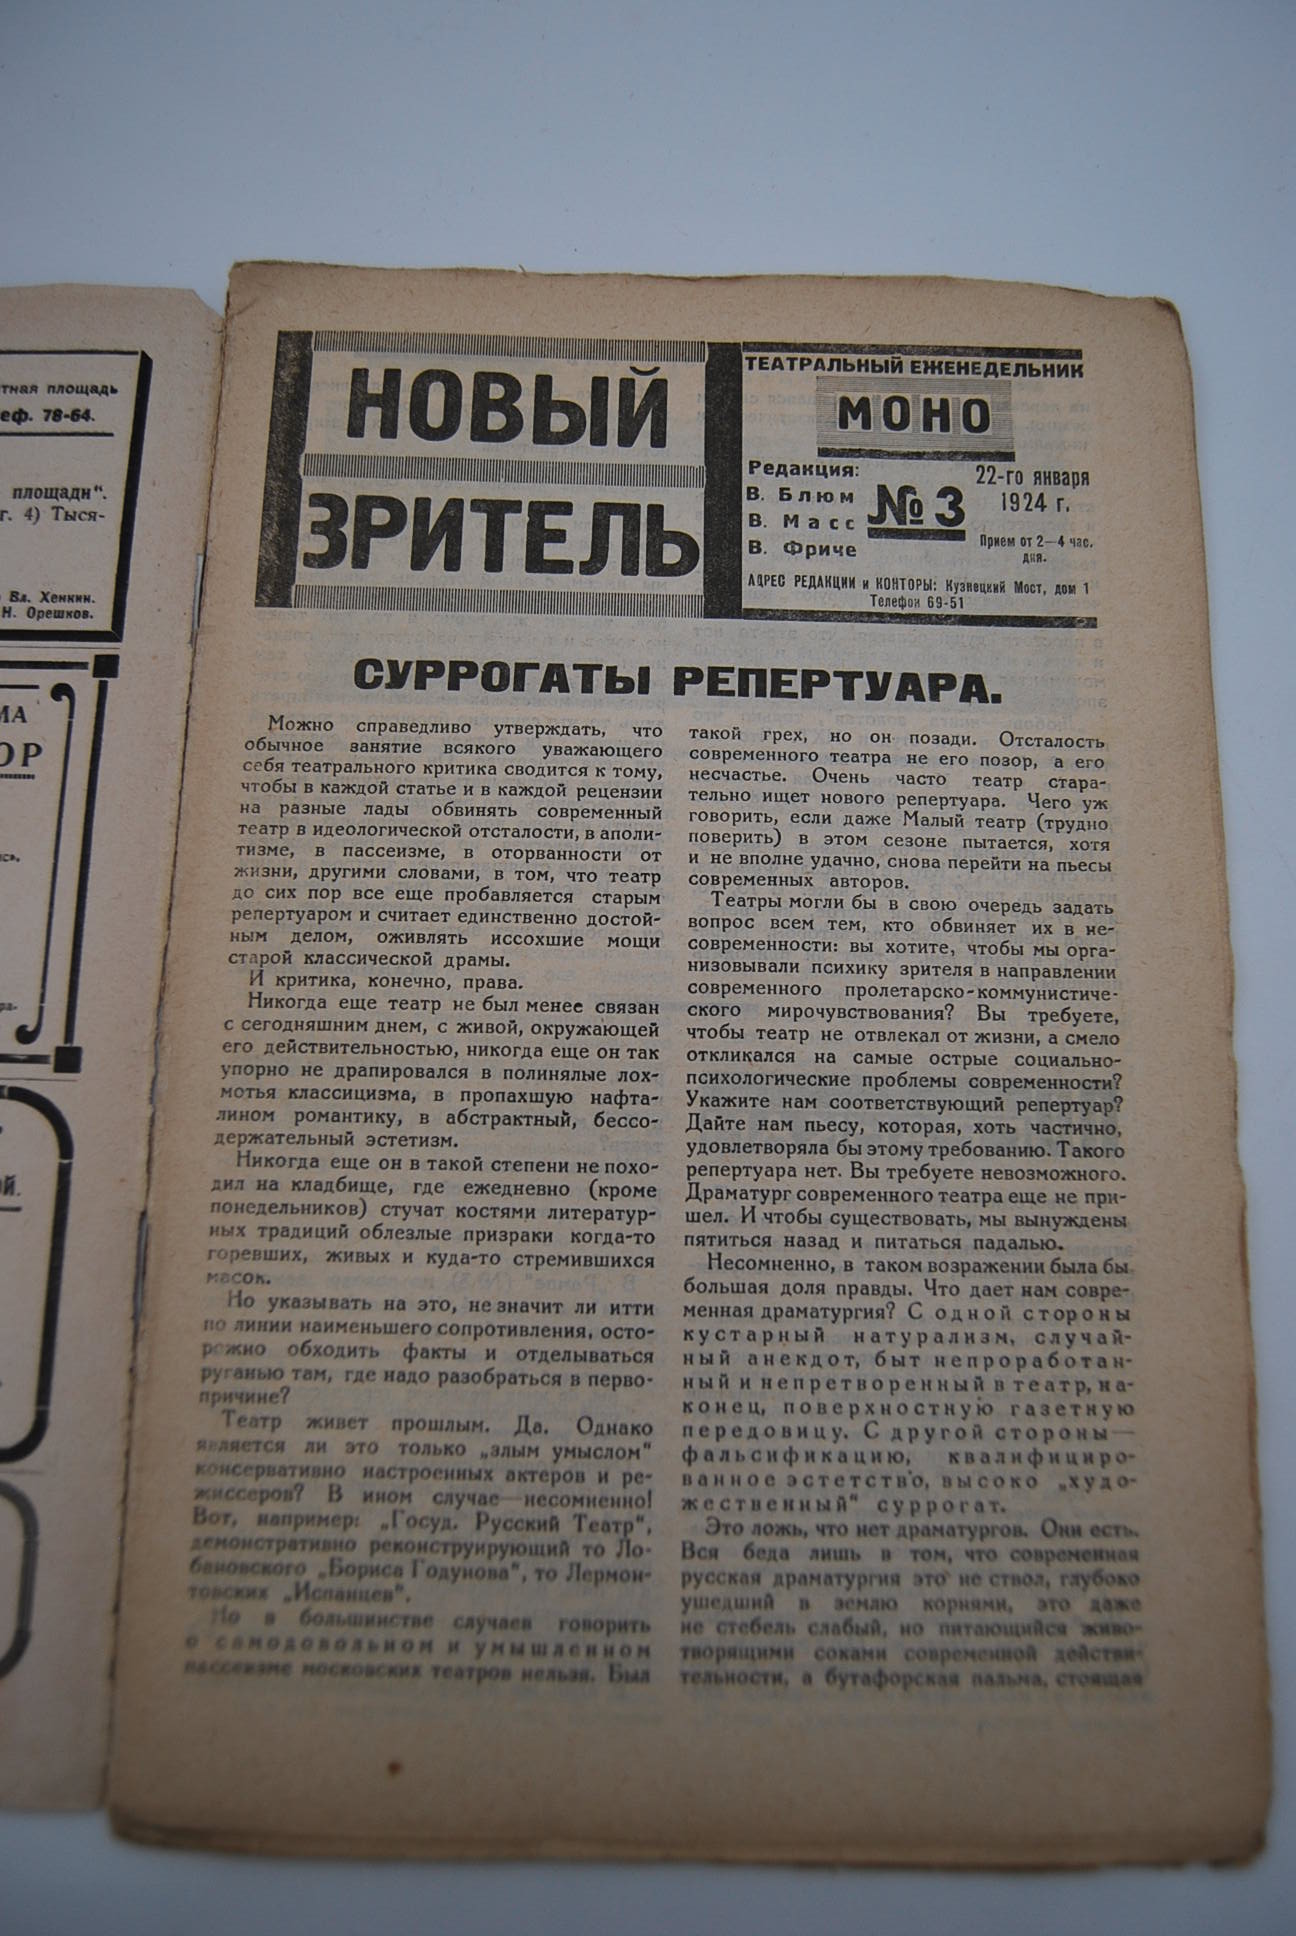 тная площадь
еф. 78-64.
площади“.
г. 4) Тыся-
Вл. Хенкин.
Н. Орешков.
МА
ОР
ОЙ.
НОВЫЙ
ЗРИТЕЛЬ
ТЕАТРАЛЬНЫЙ ЕЖЕНЕДЕЛЬНИК
МОНО
Редакция:
В. Блюм
В. Масс
В. Фриче
№ 3
22-го января
1924 г.
Прием от 2—4 час.
дня.
АДРЕС РЕДАКЦИИ и КОНТОРЫ: Кузнецкий Мост, дом 1
Телефон 69-51
СУРРОГАТЫ РЕПЕРТУАРА.
Можно справедливо утверждать, что
обычное занятие всякого уважающего
себя театрального критика сводится к тому,
чтобы в каждой статье и в каждой рецензии
на разные лады обвинять современный
театр в идеологической отсталости, в аполи-
тизме, в пассеизме, в оторванности от
жизни, другими словами, в том, что театр
до сих пор все еще пробавляется старым
репертуаром и считает единственно достой-
ным делом, оживлять иссохшие мощи
старой классической драмы.
И критика, конечно, права.
Никогда еще театр не был менее связан
с сегодняшним днем, с живой, окружающей
его действительностью, никогда еще он так
упорно не драпировался в полинялые лох-
мотья классицизма, в пропахшую нафта-
лином романтику, в абстрактный, бессо-
держательный эстетизм.
Никогда еще он в такой степени не похо-
дил на кладбище, где ежедневно (кроме
понедельников) стучат костями литератур-
ных традиций облезлые призраки когда-то
горевших, живых и куда-то стремившихся
масок.
Но указывать на это, не значит ли итти
по линии наименьшего сопротивления, осто-
рожно обходить факты и отделываться
руганью там, где надо разобраться в перво-
причине?
Театр живет прошлым. Да. Однако
является ли это только „злым умыслом“
консервативно настроенных актеров и ре-
жиссеров? В ином случае—несомненно!
Вот, например: „Госуд. Русский Театр“,
демонстративно реконструирующий то Ло-
бановского „Бориса Годунова“, то Лермон-
товских „Испанцев“.
Но в большинстве случаев говорить
о самодовольном и умышленном
пассеизме московских театров нельзя. Был
такой грех, но он позади. Отсталость
современного театра не его позор, а его
несчастье. Очень часто театр стара-
тельно ищет нового репертуара. Чего уж
говорить, если даже Малый театр (трудно
поверить) в этом сезоне пытается, хотя
и не вполне удачно, снова перейти на пьесы
современных авторов.
Театры могли бы в свою очередь задать
вопрос всем тем, кто обвиняет их в не-
современности: вы хотите, чтобы мы орга-
низовывали психику зрителя в направлении
современного пролетарско-коммунистиче-
ского мирочувствования? Вы требуете,
чтобы театр не отвлекал от жизни, а смело
откликался на самые острые социально-
психологические проблемы современности?
Укажите нам соответствующий репертуар?
Дайте нам пьесу, которая, хоть частично,
удовлетворяла бы этому требованию. Такого
репертуара нет. Вы требуете невозможного.
Драматург современного театра еще не при-
шел. И чтобы существовать, мы вынуждены
пятиться назад и питаться падалью.
Несомненно, в таком возражении была бы
большая доля правды. Что дает нам совре-
менная драматургия? С одной стороны
кустарный натурализм, случай-
ный анекдот, быт непроработан-
ный и непретворенный в театр, на-
конец, поверхностную газетную
передовицу. С другой стороны—
фальсификацию, квалифициро-
ванное эстетство, высоко „худо-
жественный“ суррогат.
Это ложь, что нет драматургов. Они есть.
Вся беда лишь в том, что современная
русская драматургия это не ствол, глубоко
ушедший в землю корнями, это даже
не стебель слабый, но питающийся живо-
творящими соками современной действи-
тельности, а бутафорская пальма, стоящая